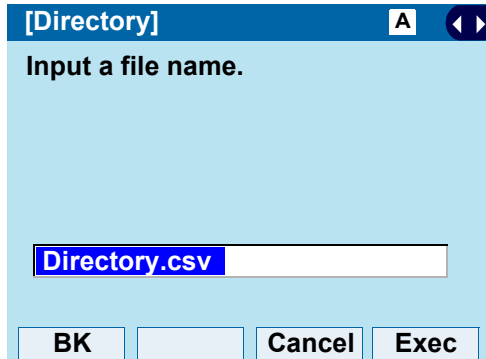 [Directory] A
Input a file name.
Directory.csv
BK Cancel Exec